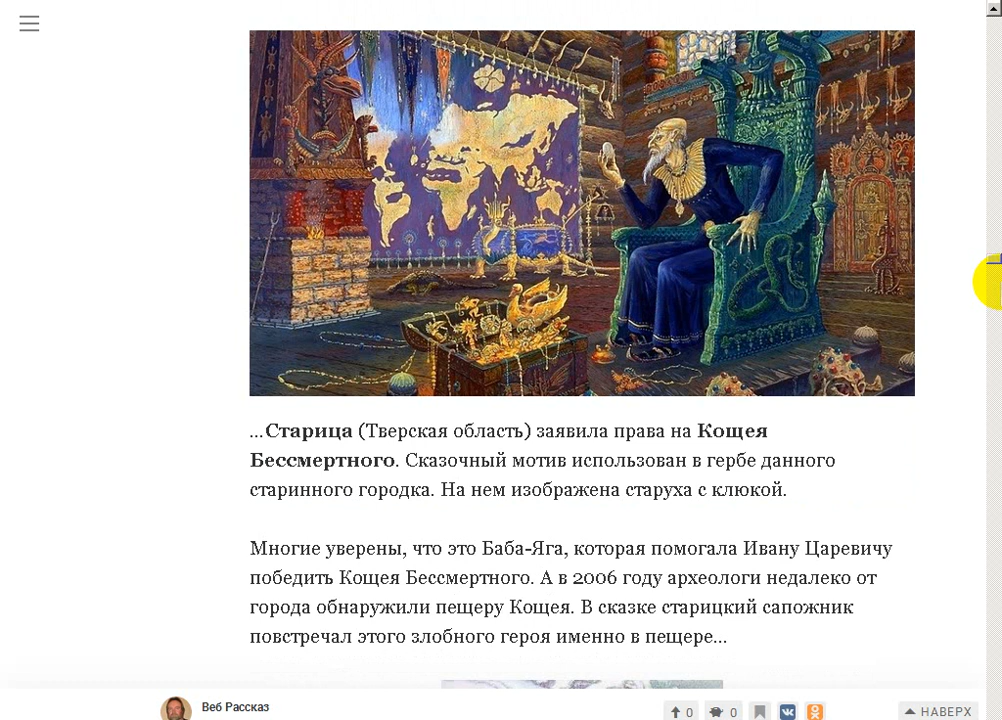 ...Старица (Тверская область) заявила права на Кощея
Бессмертного. Сказочный мотив использован в гербе данного
старинного городка. На нем изображена старуха с клюкой.
Многие уверены, что это Баба-Яга, которая помогала Ивану Царевичу
победить Кощея Бессмертного. А в 2006 году археологи недалеко от
города обнаружили пещеру Кощея. В сказке старицкий сапожник
повстречал этого злобного героя именно в пещере...
Веб Рассказ
0
0
НАВЕРХ